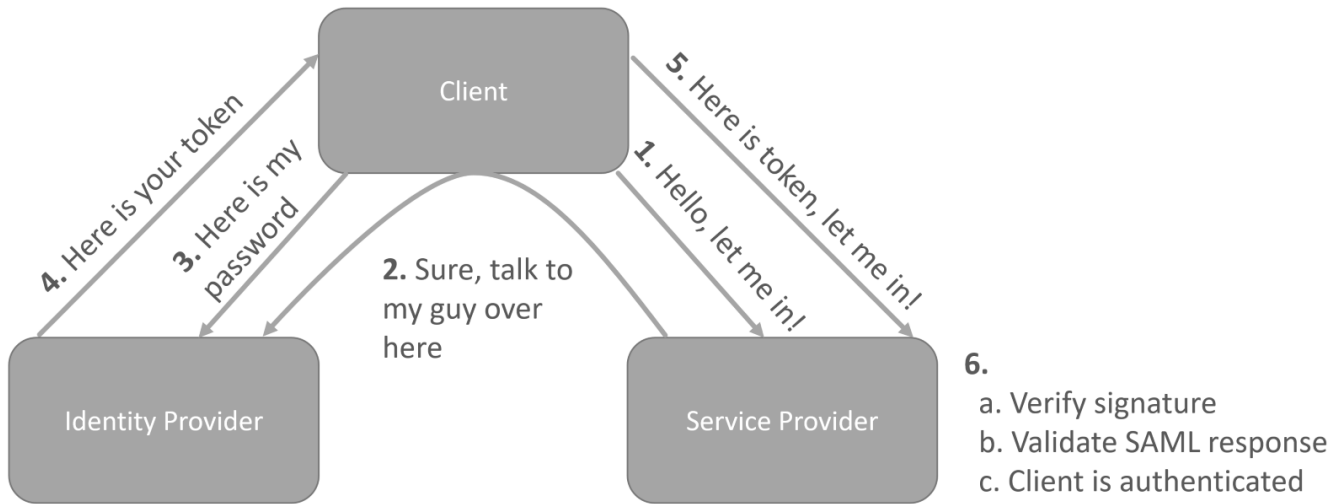 Client
4. Here is your token
3. Here is my
password
2. Sure, talk to
my guy over
here
1. Hello, let me in!
5. Here is token, let me in!
Identity Provider
Service Provider
6.
a. Verify signature
b. Validate SAML response
c. Client is authenticated